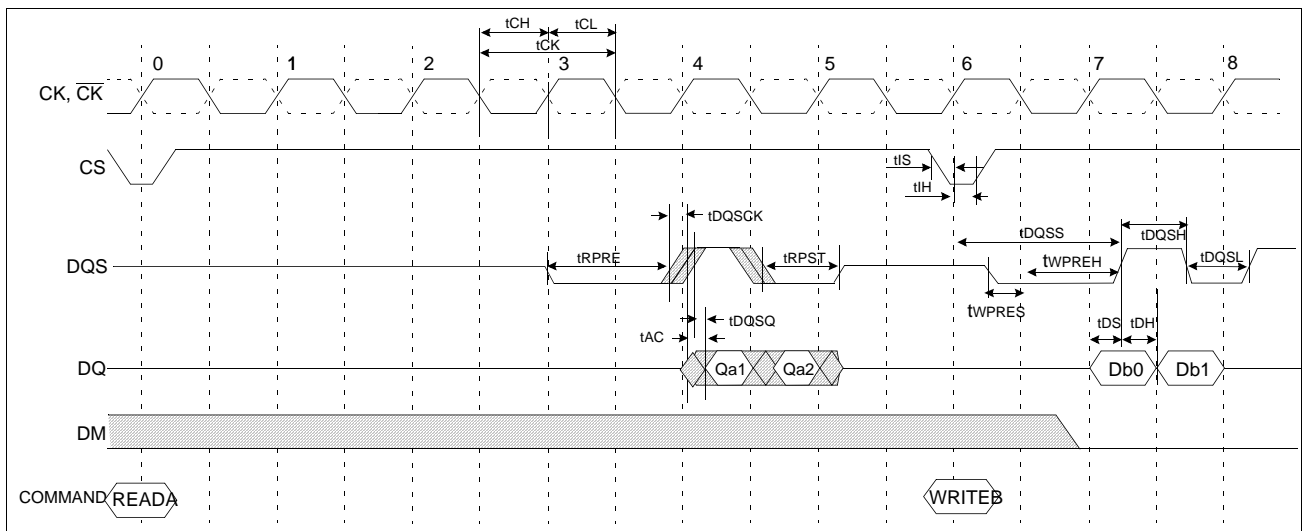 tCH tCL
tCK
0 1 2 3 4 5 6 7 8
CK, CK
CS
tIS
tIH
tDQSCK
tDQSS
tDQSH
DQS
tRPRE
tRPST
tWPREH
tDQSL
tWPRES
tDQSQ
tAC
tDS tDH
DQ
Qa1 Qa2
Db0 Db1
DM
COMMAND READA WRITEB